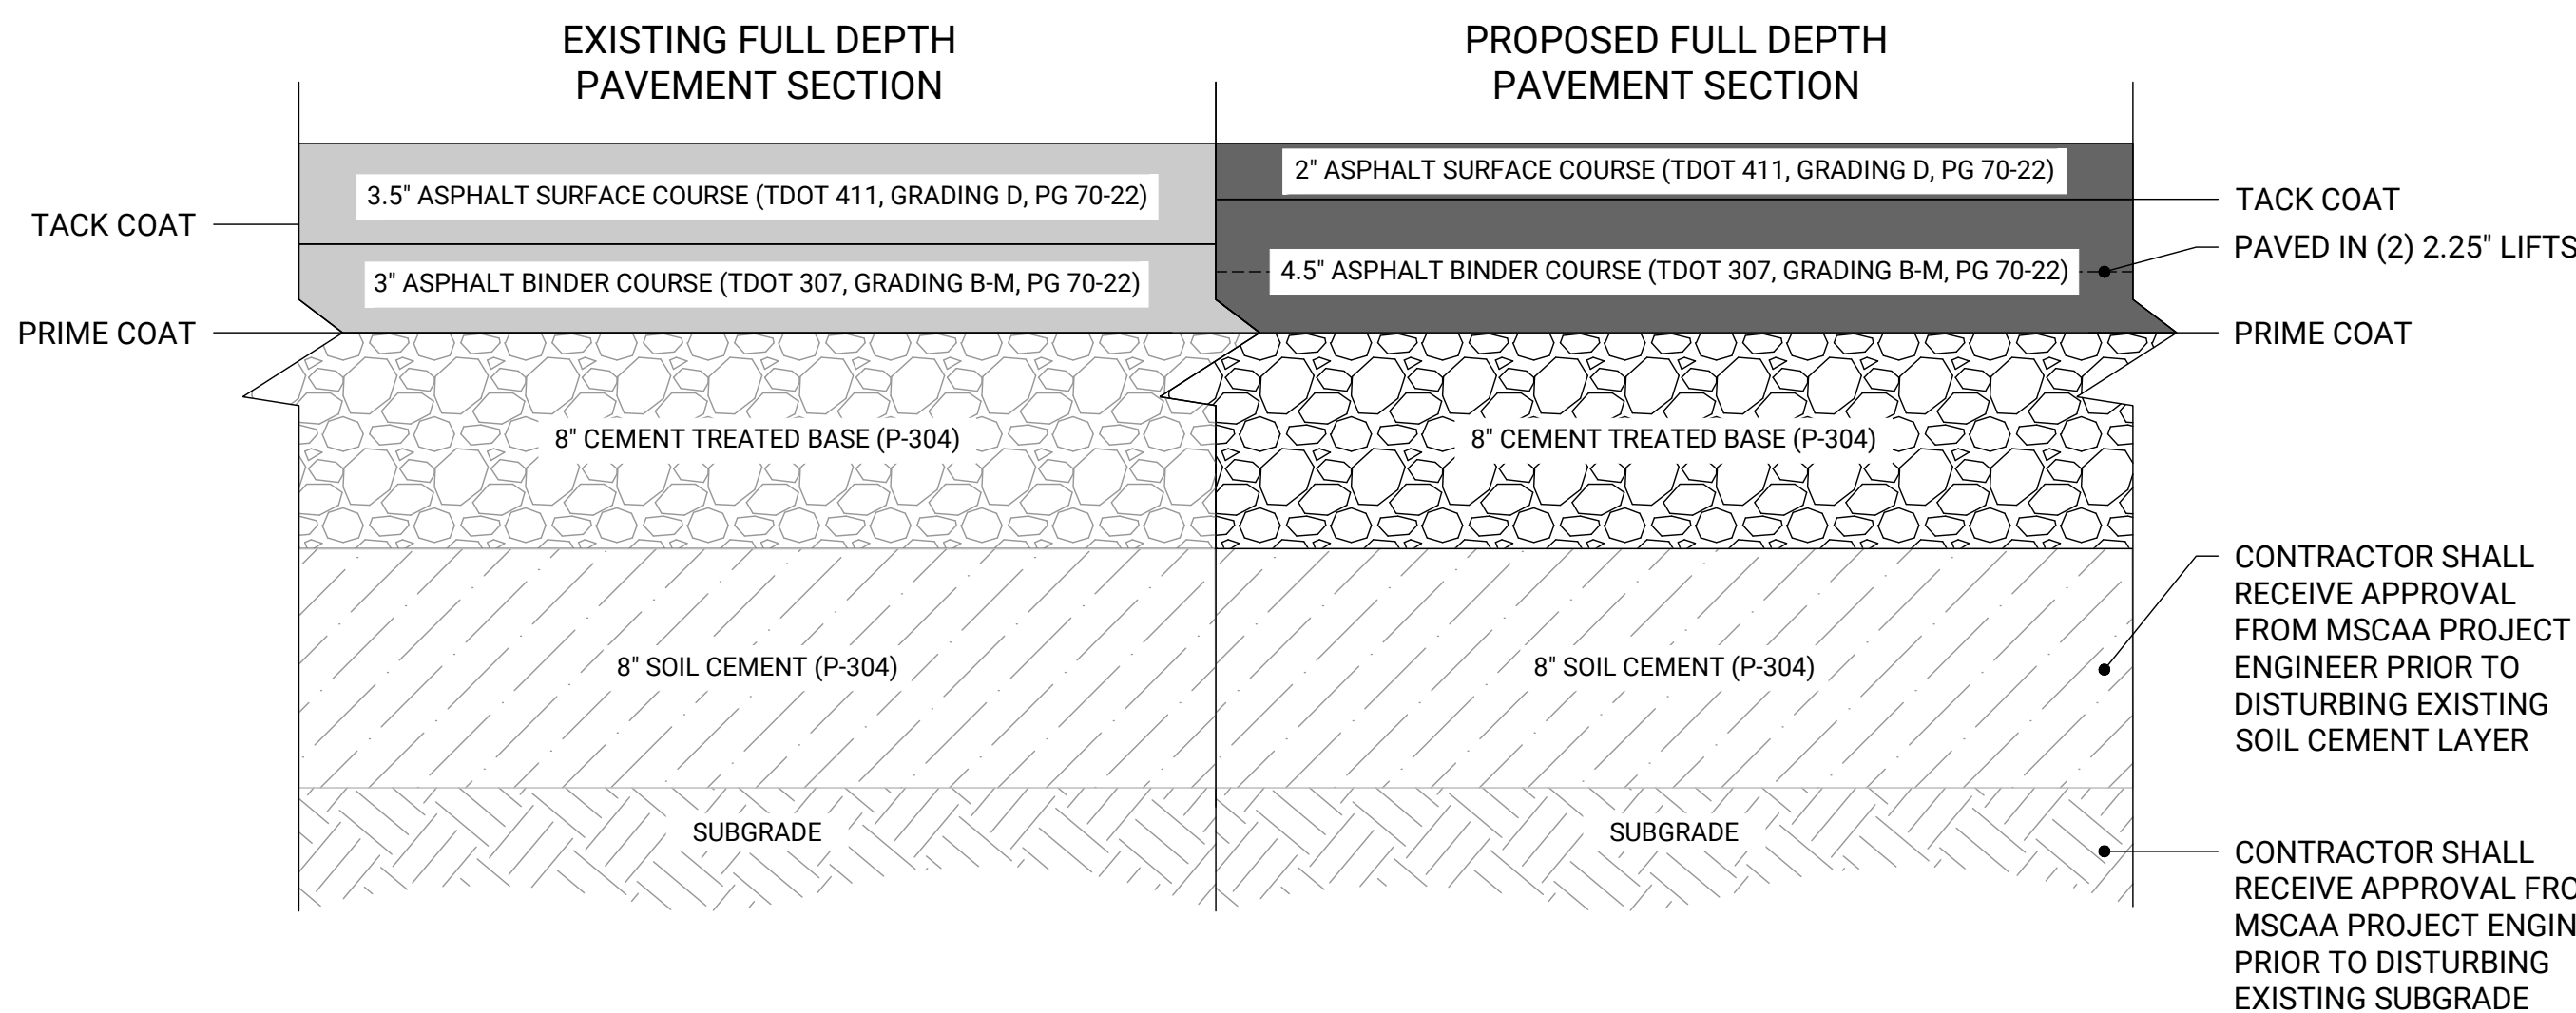 EXISTING FULL DEPTH
PAVEMENT SECTION
PROPOSED FULL DEPTH
PAVEMENT SECTION
3.5" ASPHALT SURFACE COURSE (TDOT 411, GRADING D, PG 70-22)
2" ASPHALT SURFACE COURSE (TDOT 411, GRADING D, PG 70-22)
TACK COAT
TACK COAT
PAVED IN (2) 2.25" LIFTS
3" ASPHALT BINDER COURSE (TDOT 307, GRADING B-M, PG 70-22)
4.5" ASPHALT BINDER COURSE (TDOT 307, GRADING B-M, PG 70-22)
PRIME COAT
PRIME COAT
8" CEMENT TREATED BASE (P-304)
8" CEMENT TREATED BASE (P-304)
8" SOIL CEMENT (P-304)
8" SOIL CEMENT (P-304)
CONTRACTOR SHALL
RECEIVE APPROVAL
FROM MSCAA PROJECT
ENGINEER PRIOR TO
DISTURBING EXISTING
SOIL CEMENT LAYER
SUBGRADE
SUBGRADE
CONTRACTOR SHALL
RECEIVE APPROVAL
MSCAA PROJECT
PRIOR TO DISTURBING
EXISTING SUBGRADE